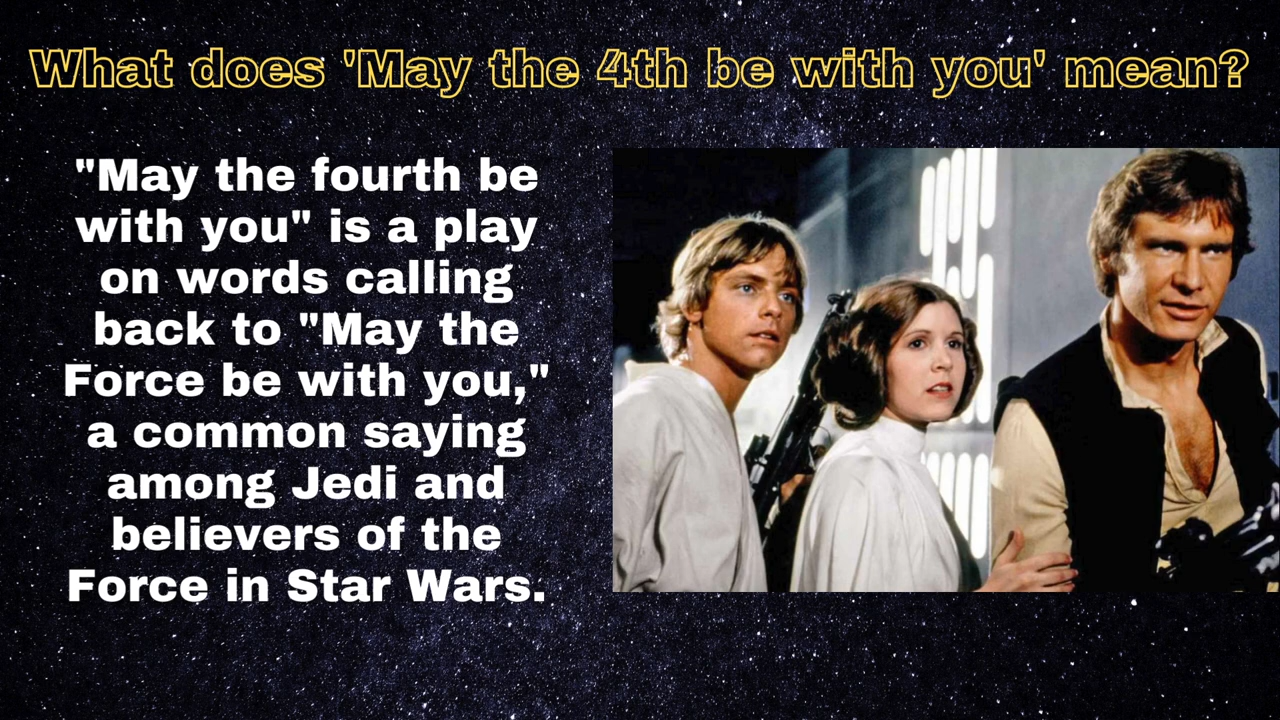 What does 'May the 4th be with you' mean?
"May the fourth be
with you" is a play
on words calling
back to "May the
Force be with you,"
a common saying
among Jedi and
believers of the
Force in Star Wars.